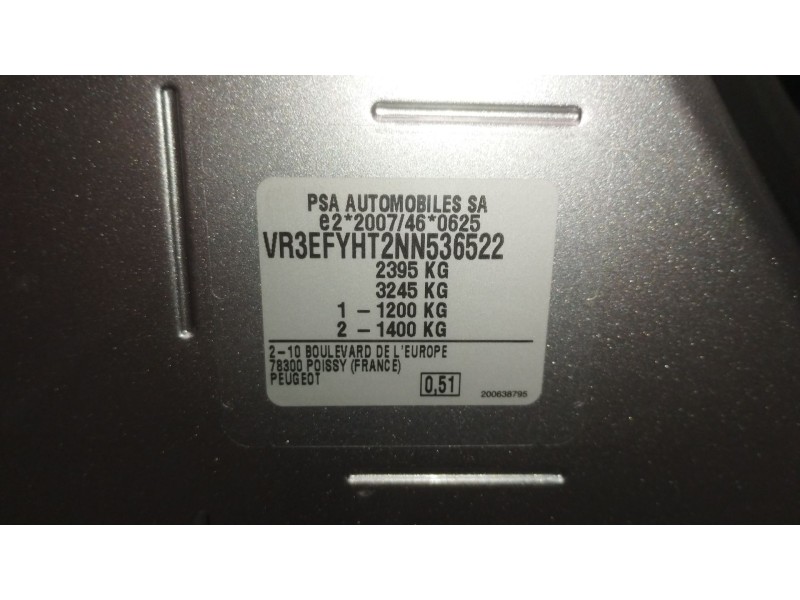 PSA AUTOMOBILES SA
e2*2007/46*0625
VR3EFYHT2NN536522
2395 KG
3245 KG
1 - 1200 KG
2 - 1400 KG
2-10 BOULEVARD DE L'EUROPE
78300 POISSY (FRANCE)
PEUGEOT
0,51
200638795